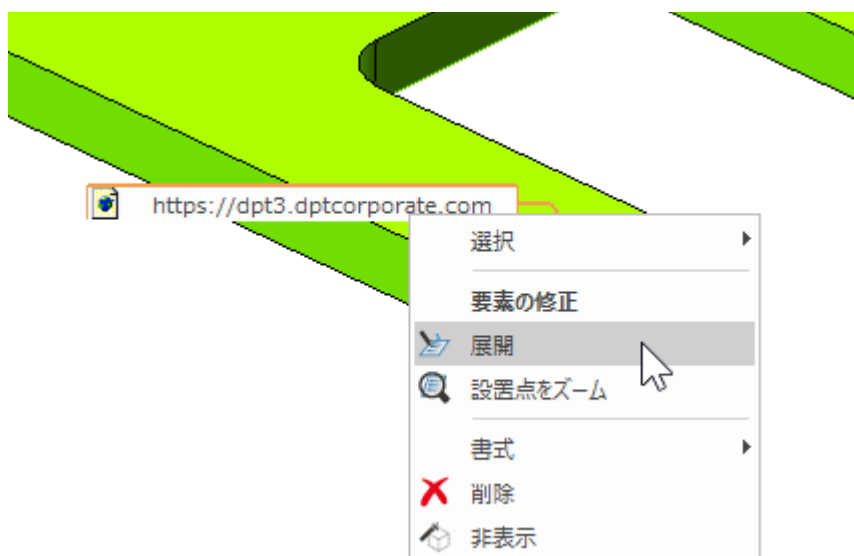 https://dpt3.dptcorporate.com
選択
要素の修正
展開
設置点をズーム
書式
削除
非表示